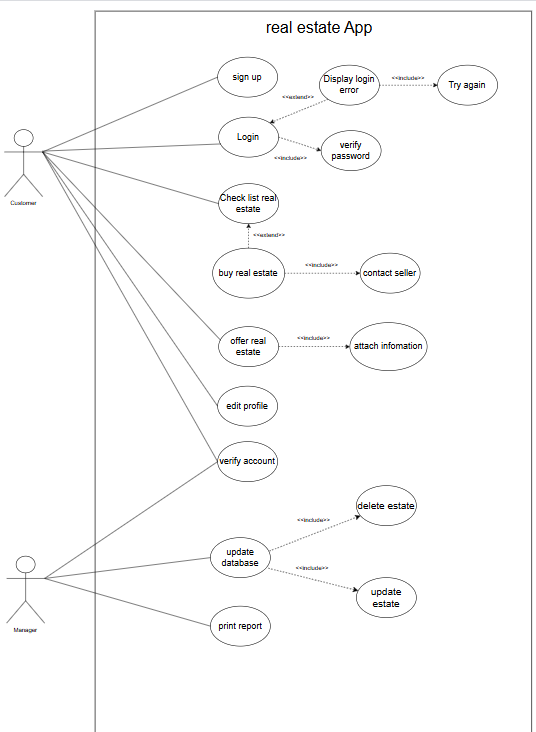 real estate App
sign up
Display login
error
<<include>>
Try again
<<extend>>
Login
<<include>>
verify
password
Customer
Check list real
estate
<<extend>>
buy real estate
<<include>>
contact seller
offer real
estate
<<include>>
attach infomation
edit profile
verify account
delete estate
<<include>>
update
database
<<include>>
update
estate
print report
Manager